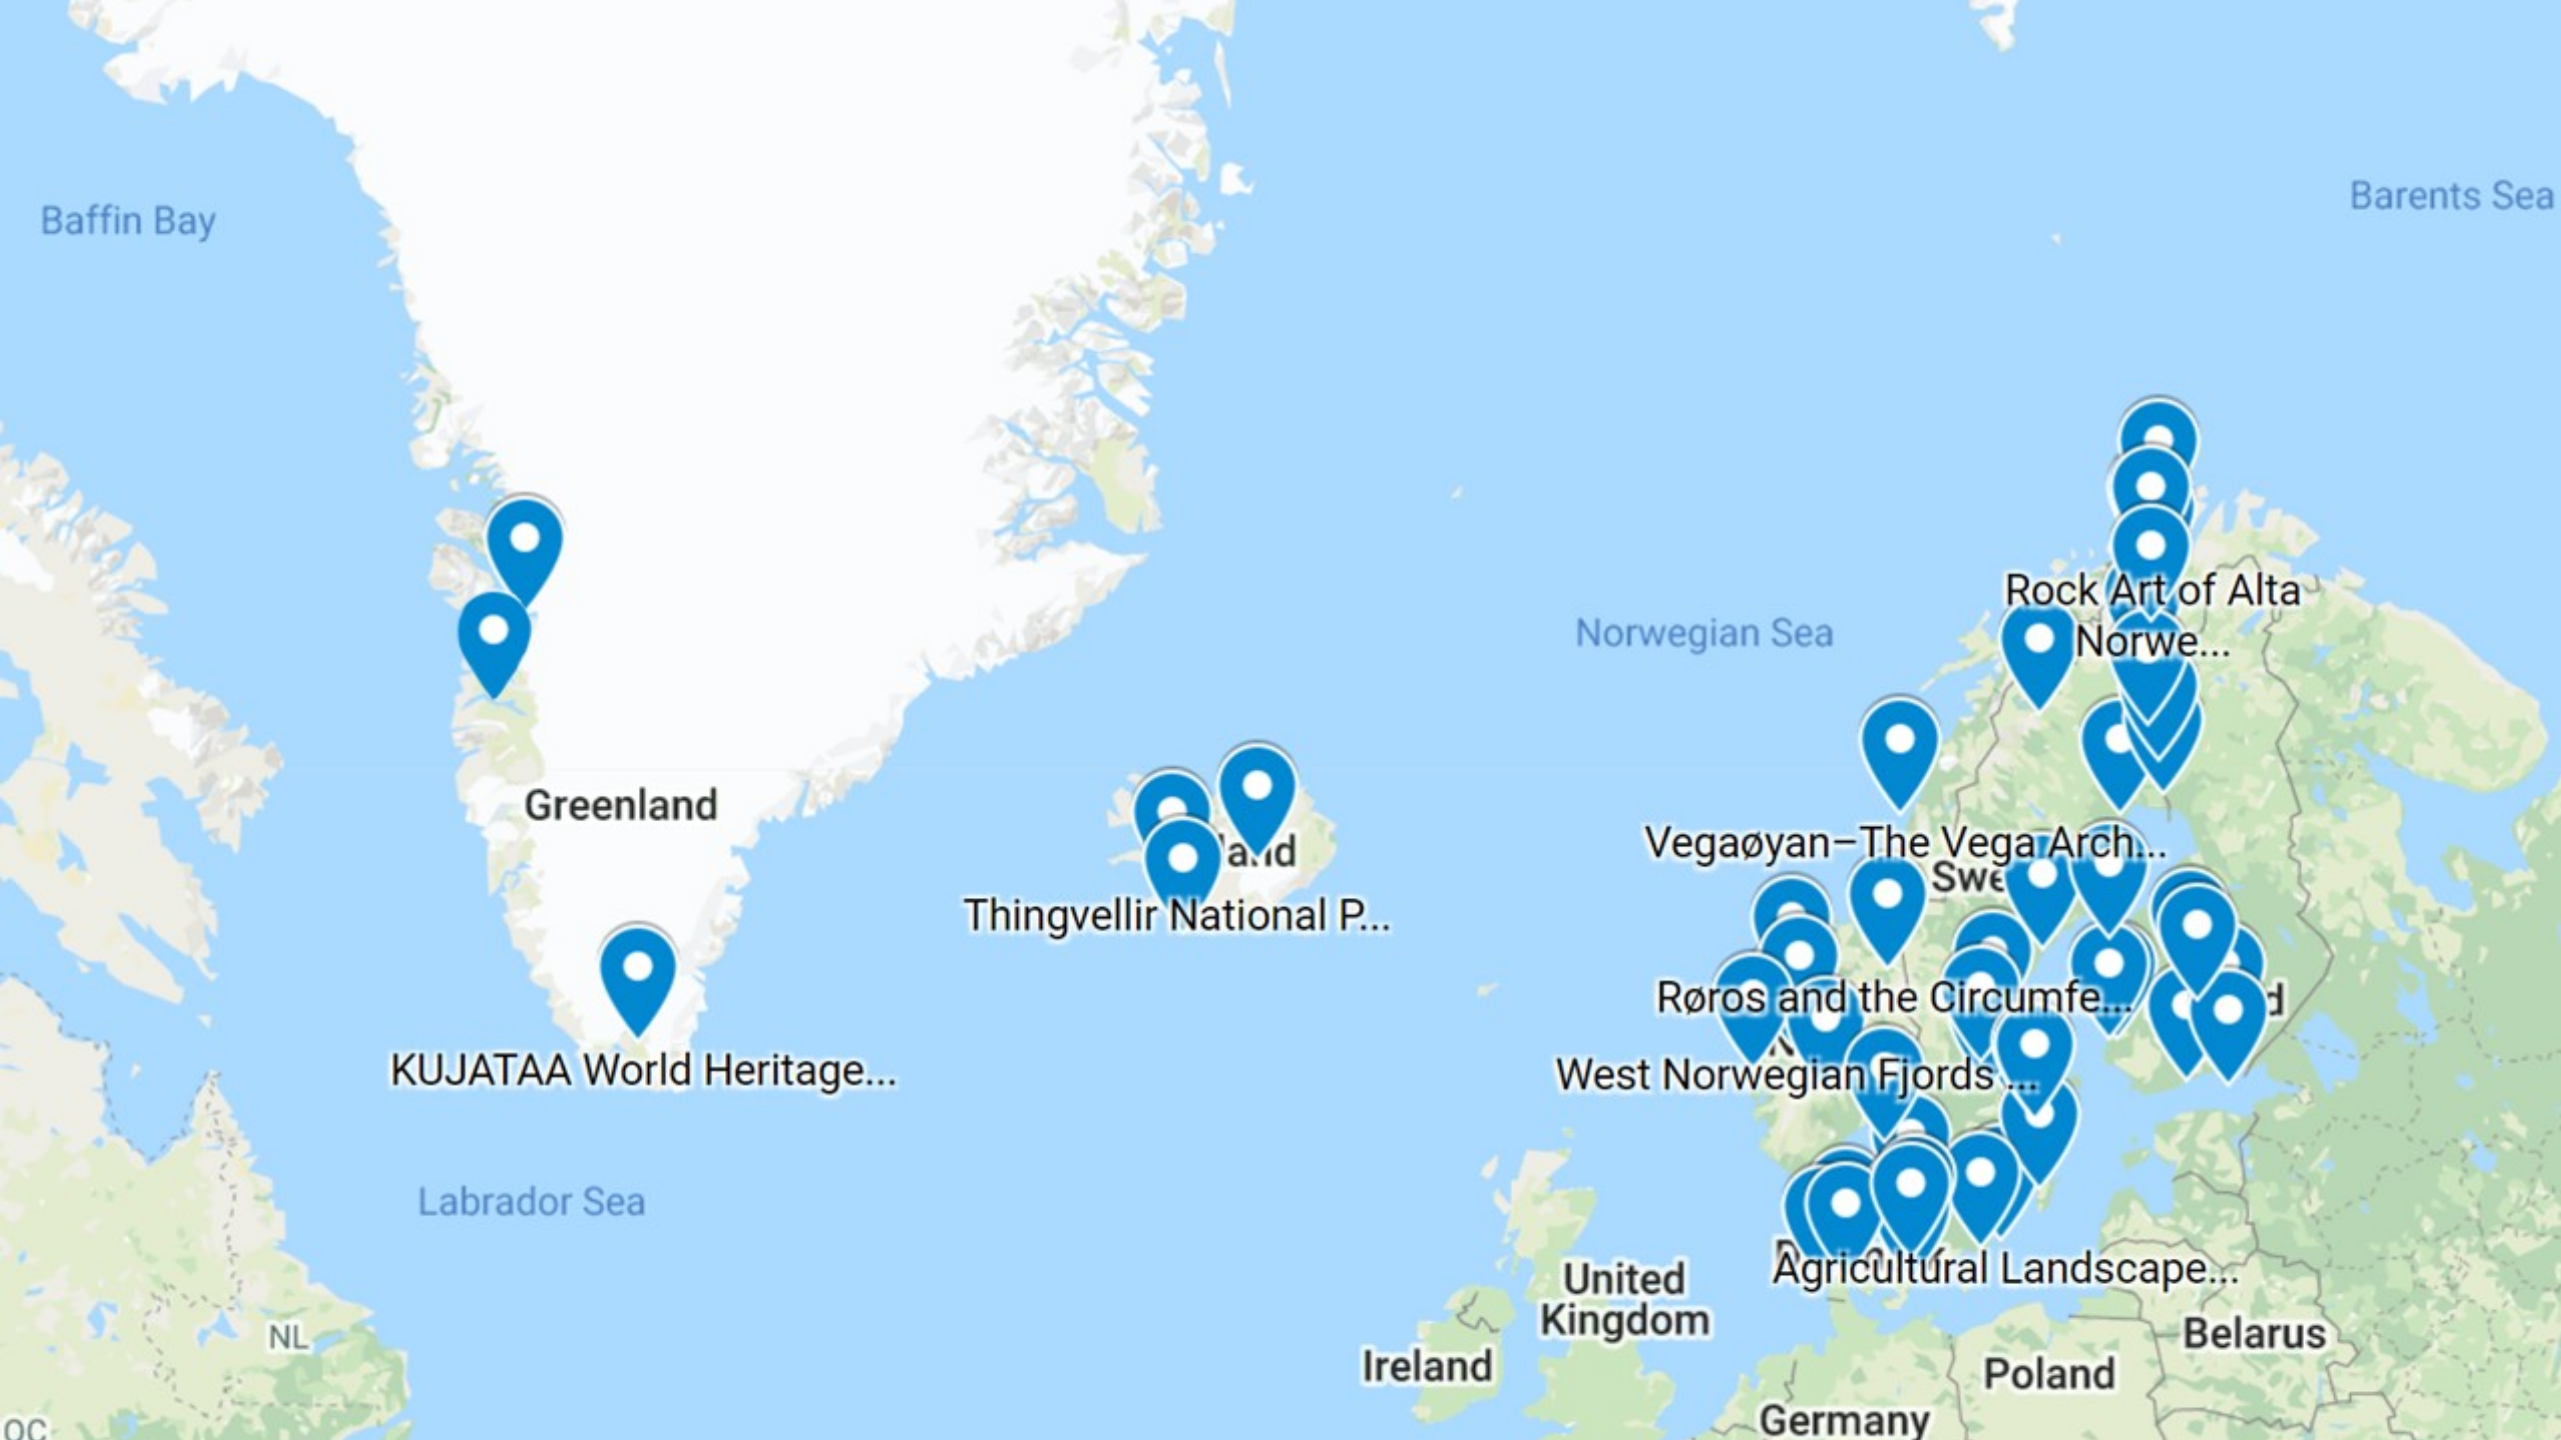 Baffin Bay
Barents Sea
Rock Art of Alta
Norwegian Sea
Norwe...
Greenland
Vegaøyan–The Vega Arch...
Thingvellir National P...
Røros and the Circumfe...
KUJATAA World Heritage...
West Norwegian Fjords ...
Labrador Sea
Agricultural Landscape...
United
Kingdom
NL
Belarus
Ireland
Poland
Germany